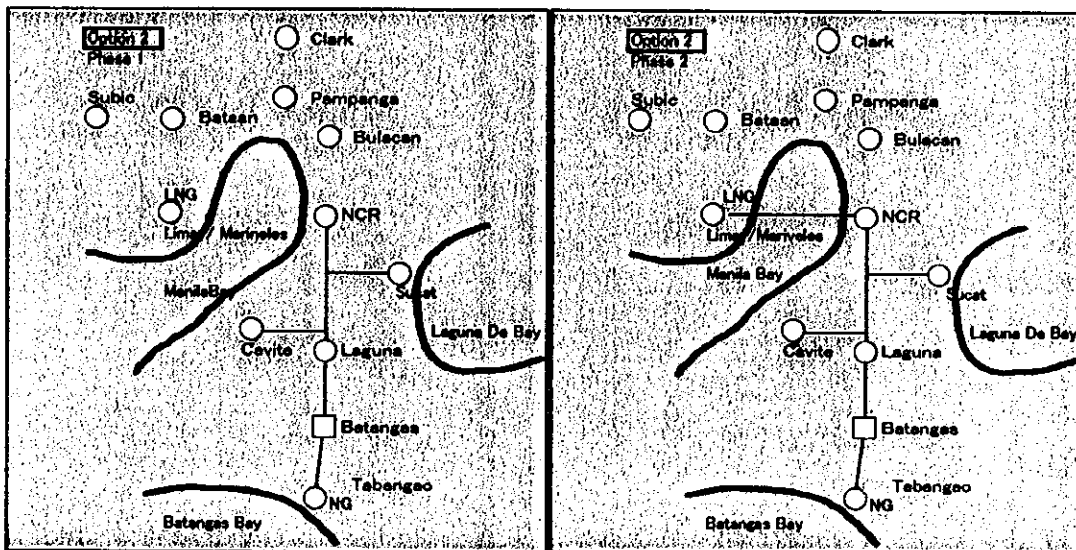 Option 2
Phase 1
Clark
Subic
Pampanga
Bataan
Bulacan
LNG
NCR
Limay Mariveles
ManilaBay
Sucat
Laguna De Bay
Cavite
Laguna
Batangas
Tabangao
NG
Batangas Bay
Option 2
Phase 2
Clark
Subic
Pampanga
Bataan
Bulacan
LNG
NCR
Limay Mariveles
Manila Bay
Sucat
Laguna De Bay
Cavite
Laguna
Batangas
Tabangao
NG
Batangas Bay